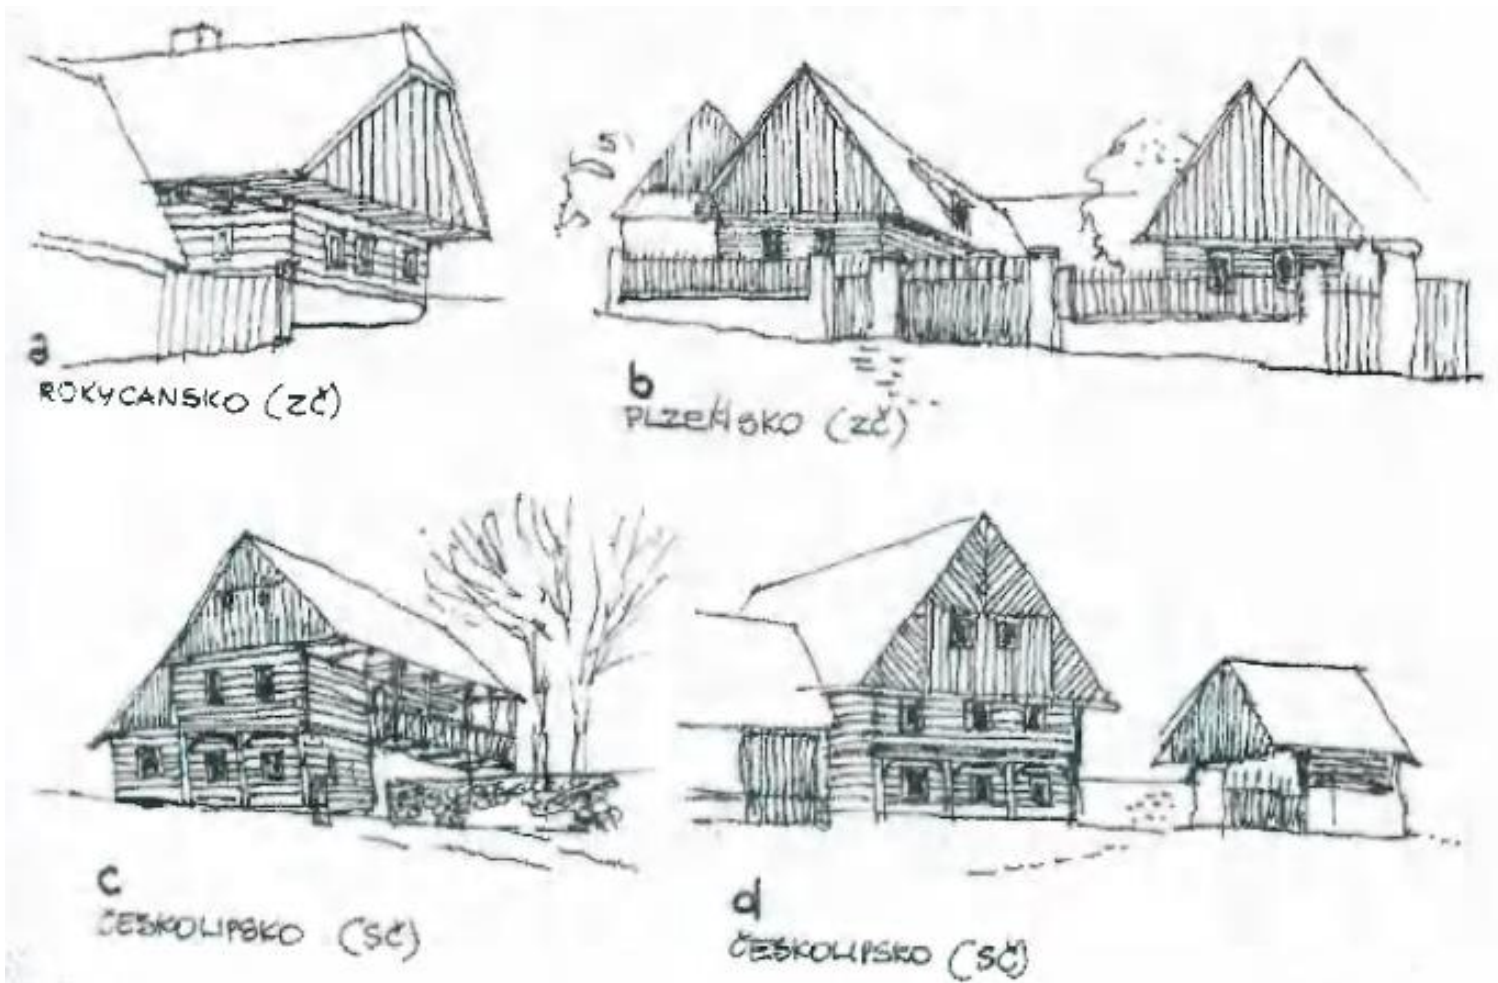 a
ROKYCANSKO (ZČ)
b
PLZEŇSKO (ZČ)
c
ČESKOLIPSKO (SČ)
d
ČESKOLIPSKO (SČ)